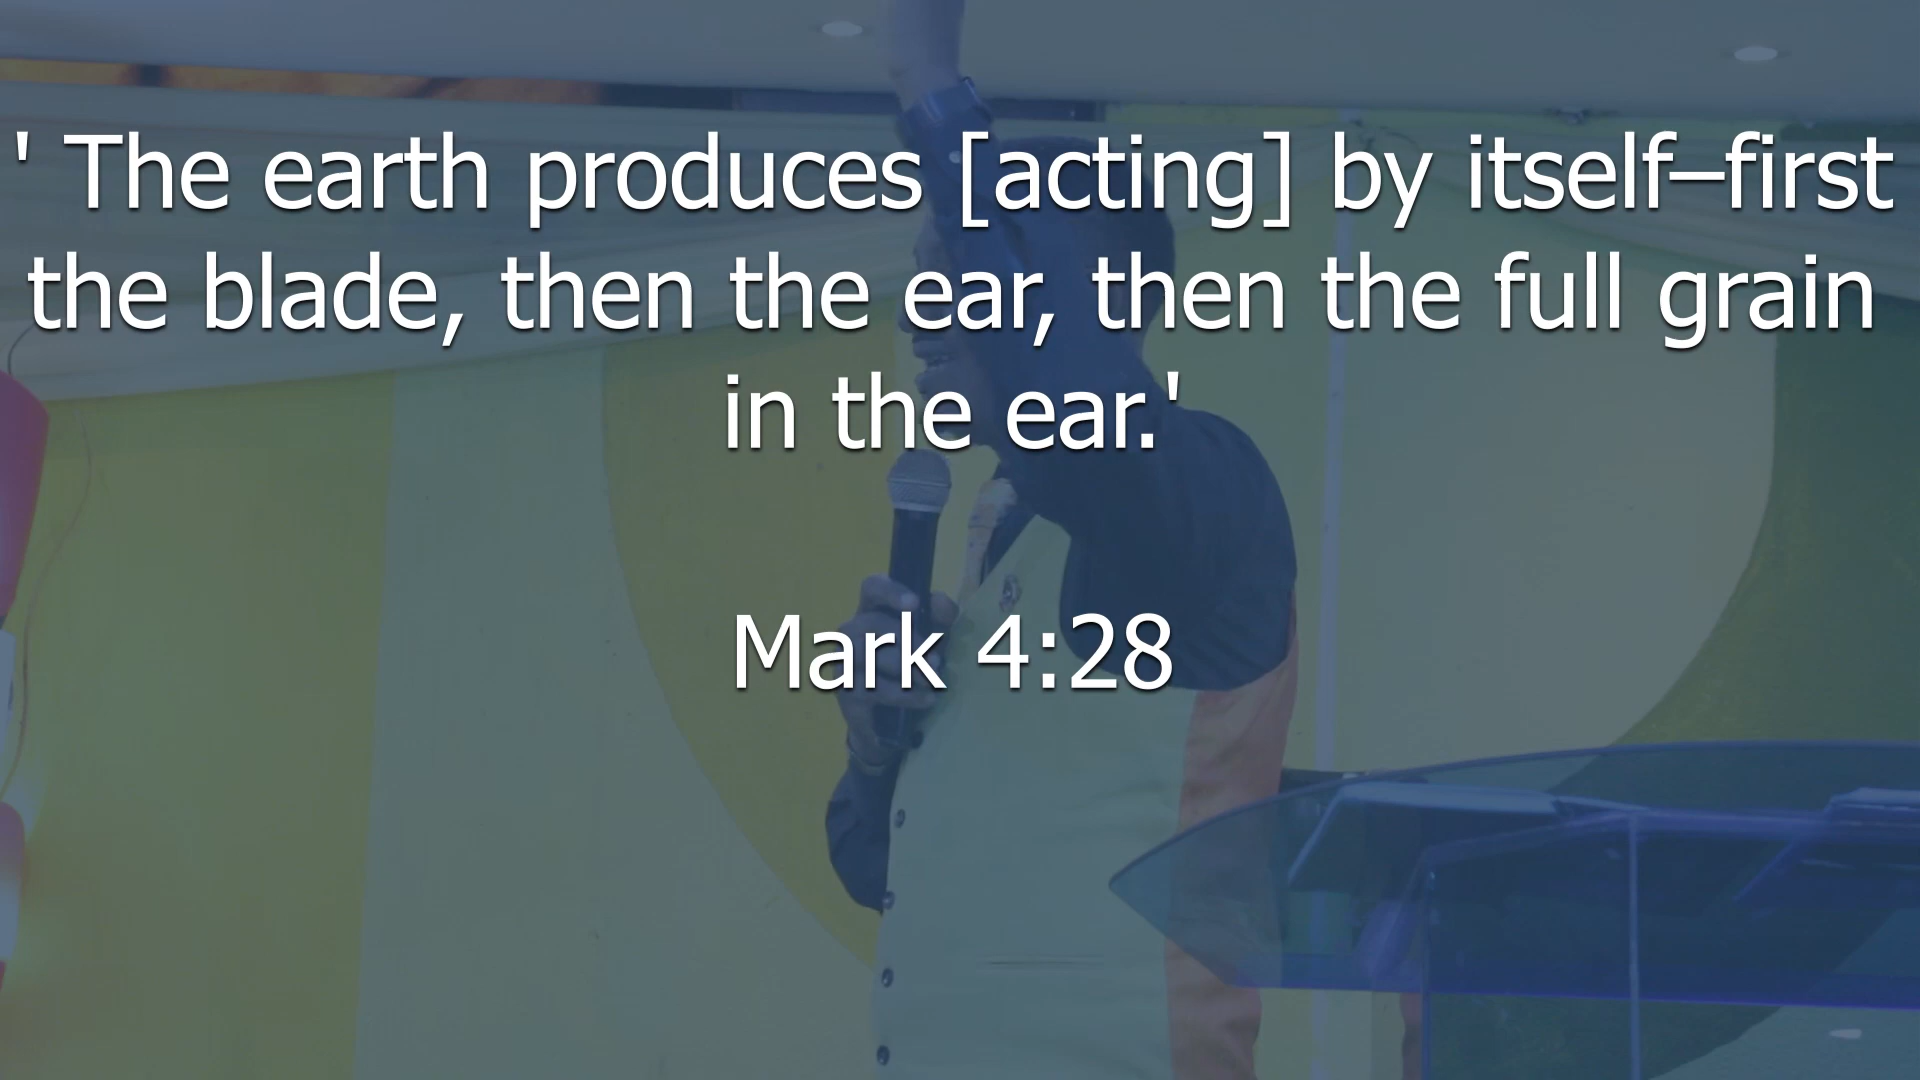 ' The earth produces [acting] by itself–first
the blade, then the ear, then the full grain
in the ear.'
Mark 4:28